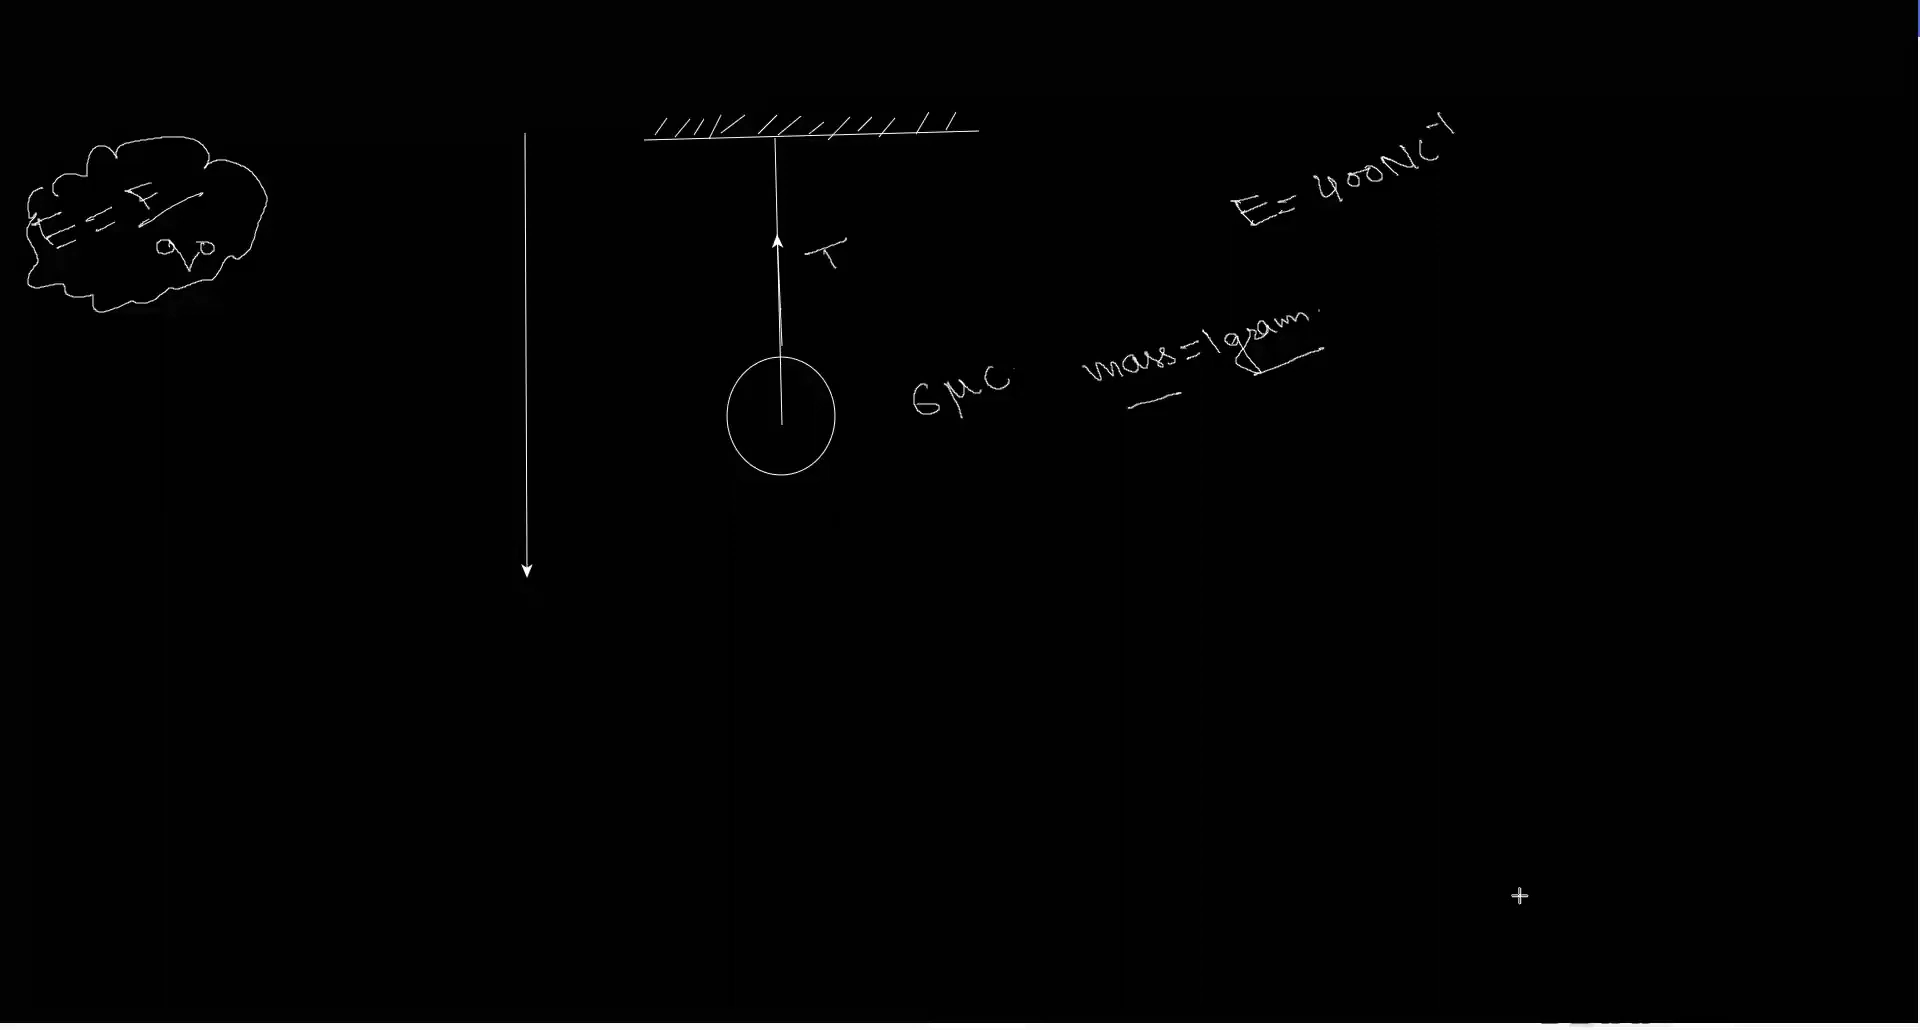 E = F/q₀
T
E = 400NC⁻¹
6μC mass = 1gram.